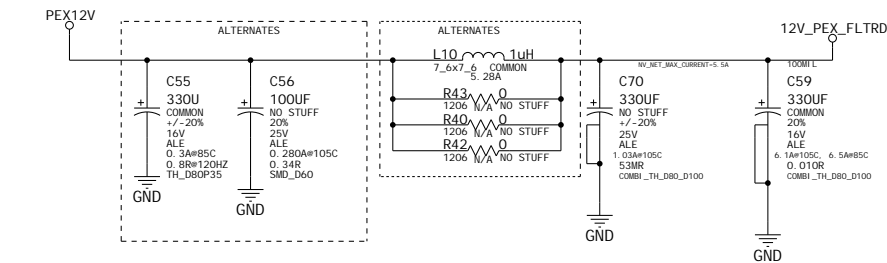 PEX12V
ALTERNATES
C55
330U
COMMON
+/-20%
16V
ALE
0.3A@85C
0.8R@120HZ
TH_D80P35
GND
C56
100UF
NO STUFF
20%
25V
ALE
0.280A@105C
0.34R
SMD_D60
GND
ALTERNATES
L10 1uH
7_6x7_6 COMMON
5.28A
R43 0
1206 N/A NO STUFF
R40 0
1206 N/A NO STUFF
R42 0
1206 N/A NO STUFF
NV_NET_MAX_CURRENT=5.5A
C70
330UF
NO STUFF
+/-20%
25V
ALE
1.03A@105C
53MR
COMBI_TH_D80_D100
GND
12V_PEX_FLTRD
100MIL
C59
330UF
COMMON
20%
16V
ALE
6.1A@105C, 6.5A@85C
0.010R
COMBI_TH_D80_D100
GND